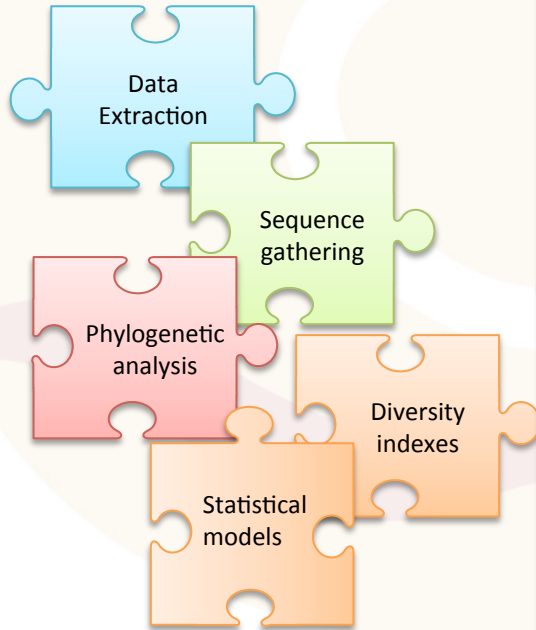 Data
Extraction
Sequence
gathering
Phylogenetic
analysis
Diversity
indexes
Statistical
models